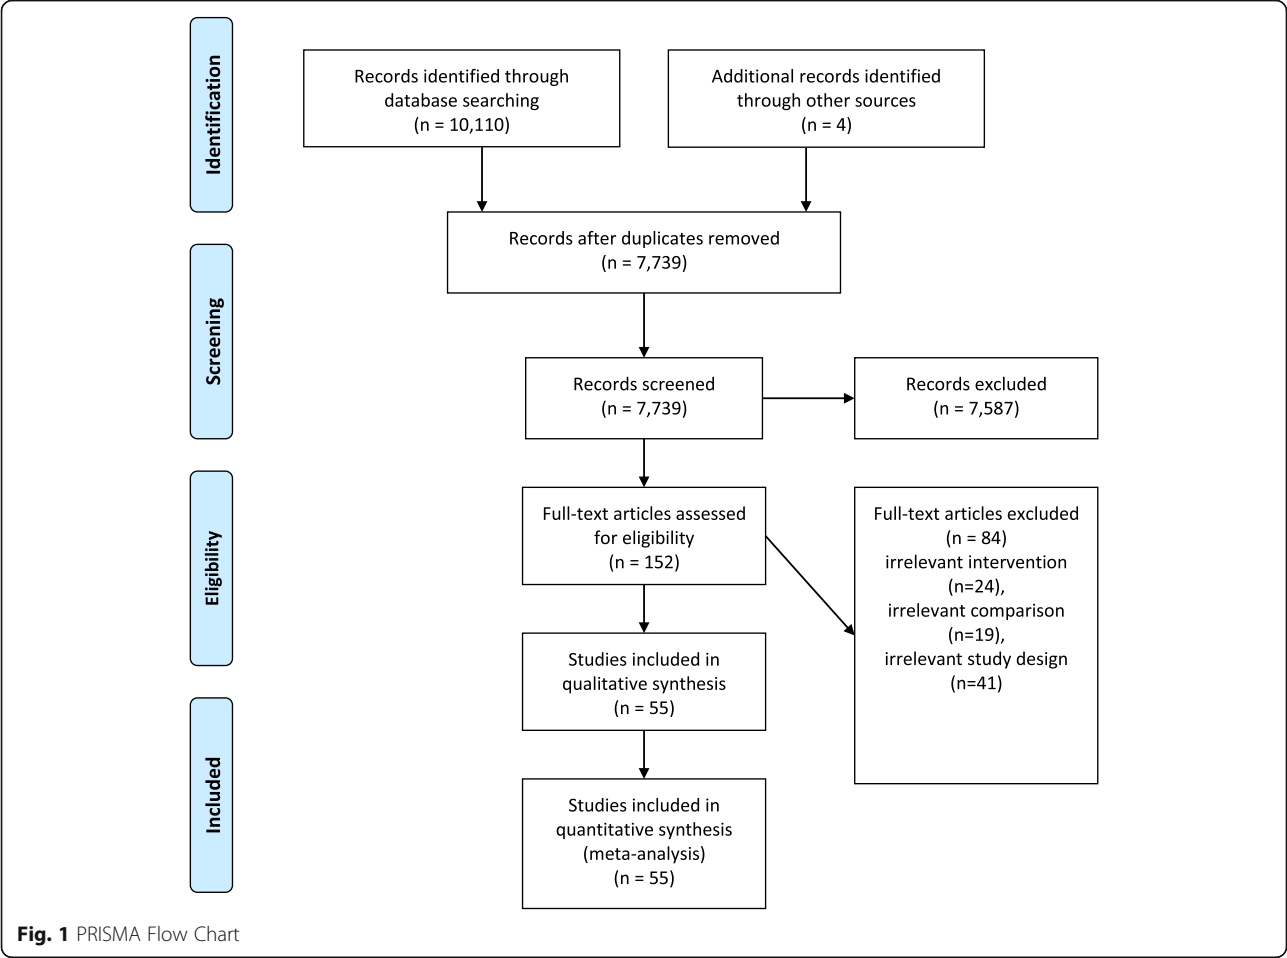 Identification
Records identified through
database searching
(n = 10,110)
Additional records identified
through other sources
(n = 4)
Records after duplicates removed
(n = 7,739)
Screening
Records screened
(n = 7,739)
Records excluded
(n = 7,587)
Eligibility
Full-text articles assessed
for eligibility
(n = 152)
Full-text articles excluded
(n = 84)
irrelevant intervention
(n=24),
irrelevant comparison
(n=19),
irrelevant study design
(n=41)
Studies included in
qualitative synthesis
(n = 55)
Included
Studies included in
quantitative synthesis
(meta-analysis)
(n = 55)
Fig. 1 PRISMA Flow Chart